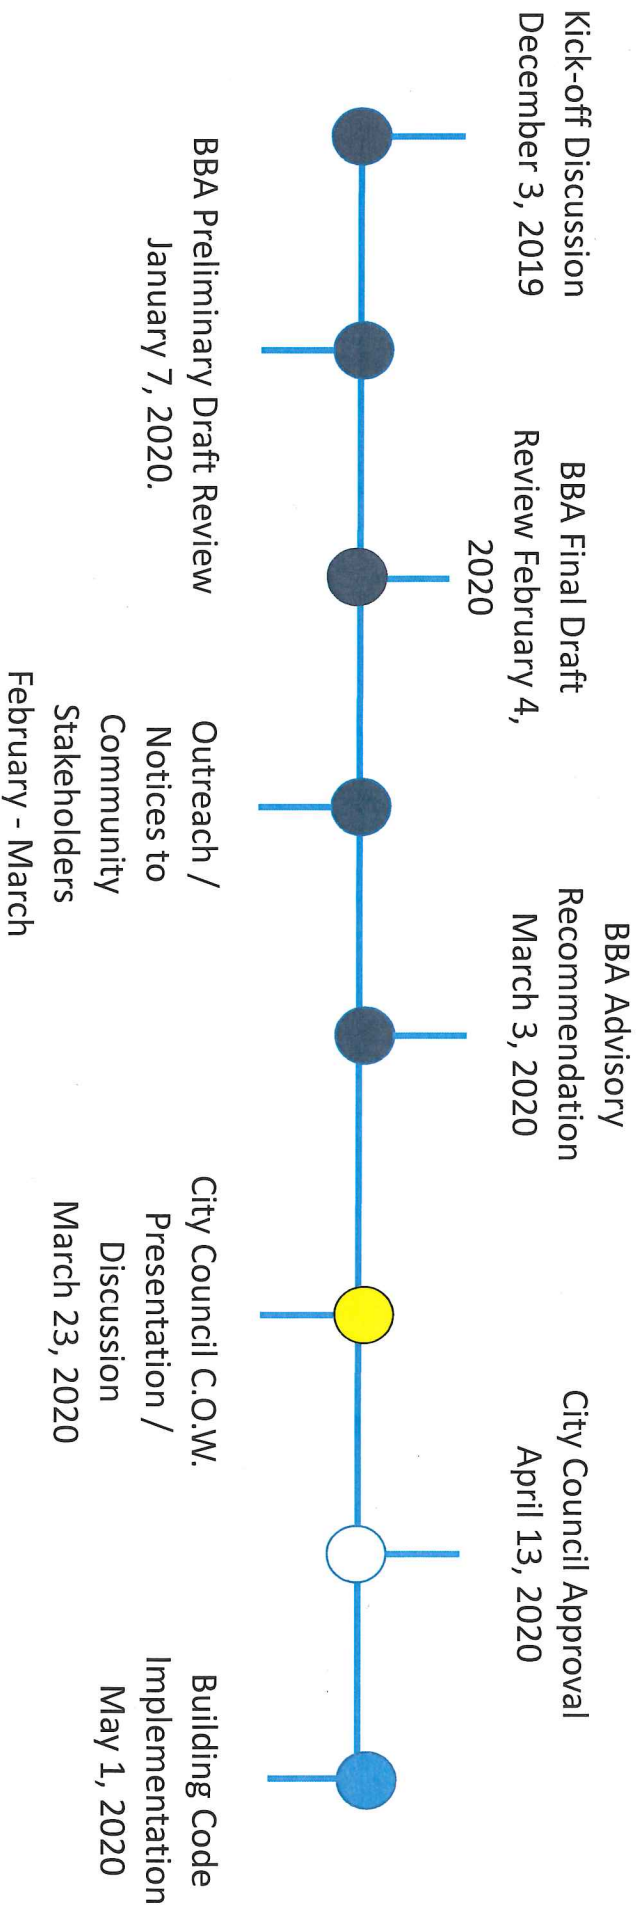 Kick-off Discussion
December 3, 2019
BBA Preliminary Draft Review
January 7, 2020.
BBA Final Draft
Review February 4,
2020
Outreach /
Notices to
Community
Stakeholders
February - March
BBA Advisory
Recommendation
March 3, 2020
City Council C.O.W.
Presentation /
Discussion
March 23, 2020
City Council Approval
April 13, 2020
Building Code
Implementation
May 1, 2020